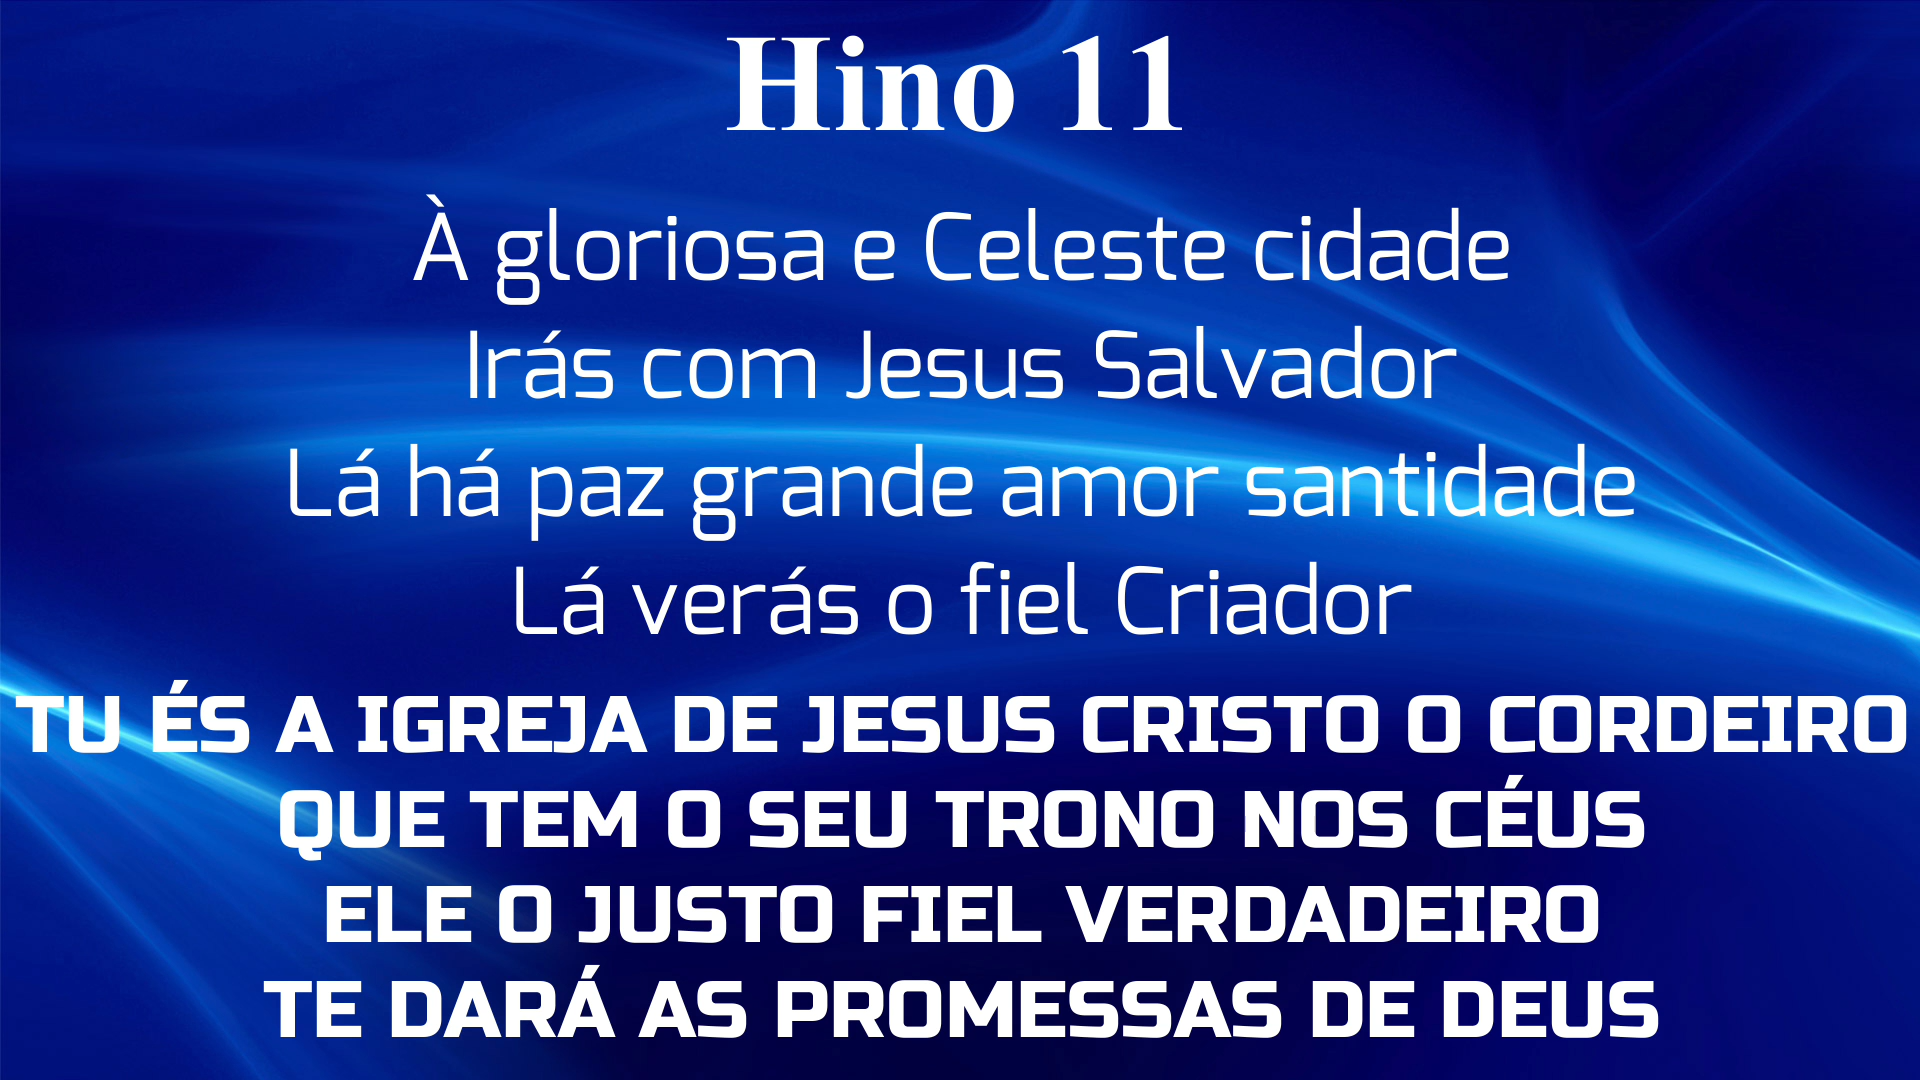 Hino 11
À gloriosa e Celeste cidade
Irás com Jesus Salvador
Lá há paz grande amor santidade
Lá verás o fiel Criador
TU ÉS A IGREJA DE JESUS CRISTO O CORDEIRO
QUE TEM O SEU TRONO NOS CÉUS
ELE O JUSTO FIEL VERDADEIRO
TE DARÁ AS PROMESSAS DE DEUS